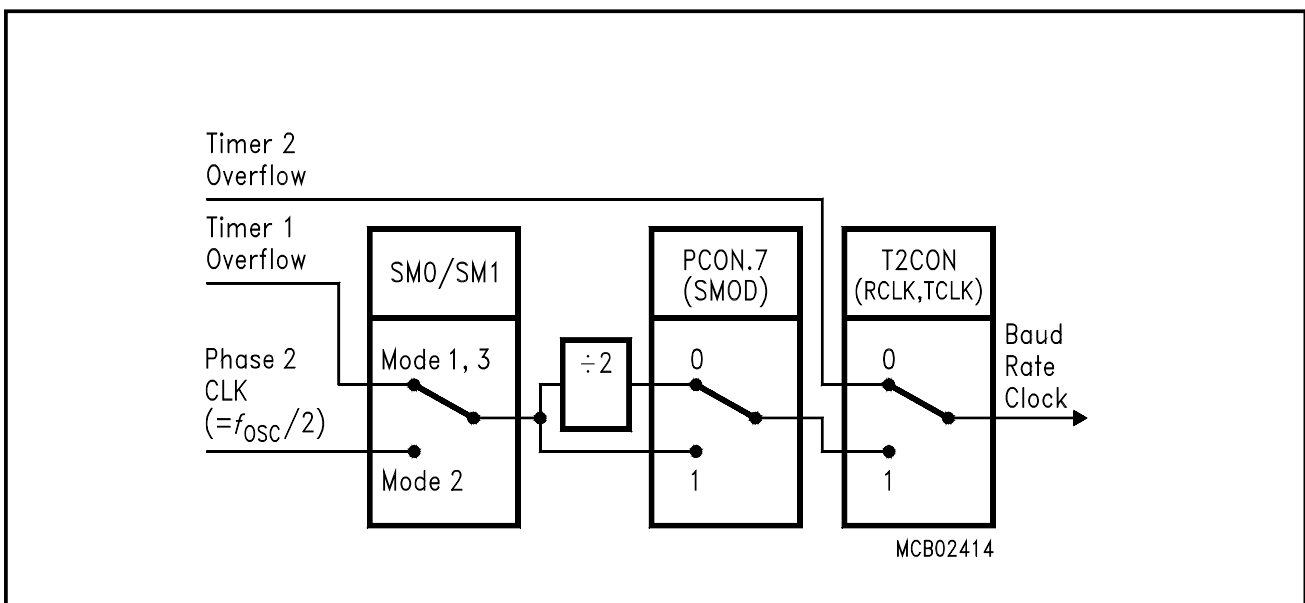 Timer 2
Overflow
Timer 1
Overflow
Phase 2
CLK
(=fOSC/2)
SM0/SM1
Mode 1, 3
Mode 2
÷2
PCON.7
(SMOD)
0
1
T2CON
(RCLK,TCLK)
0
1
Baud
Rate
Clock
MCB02414